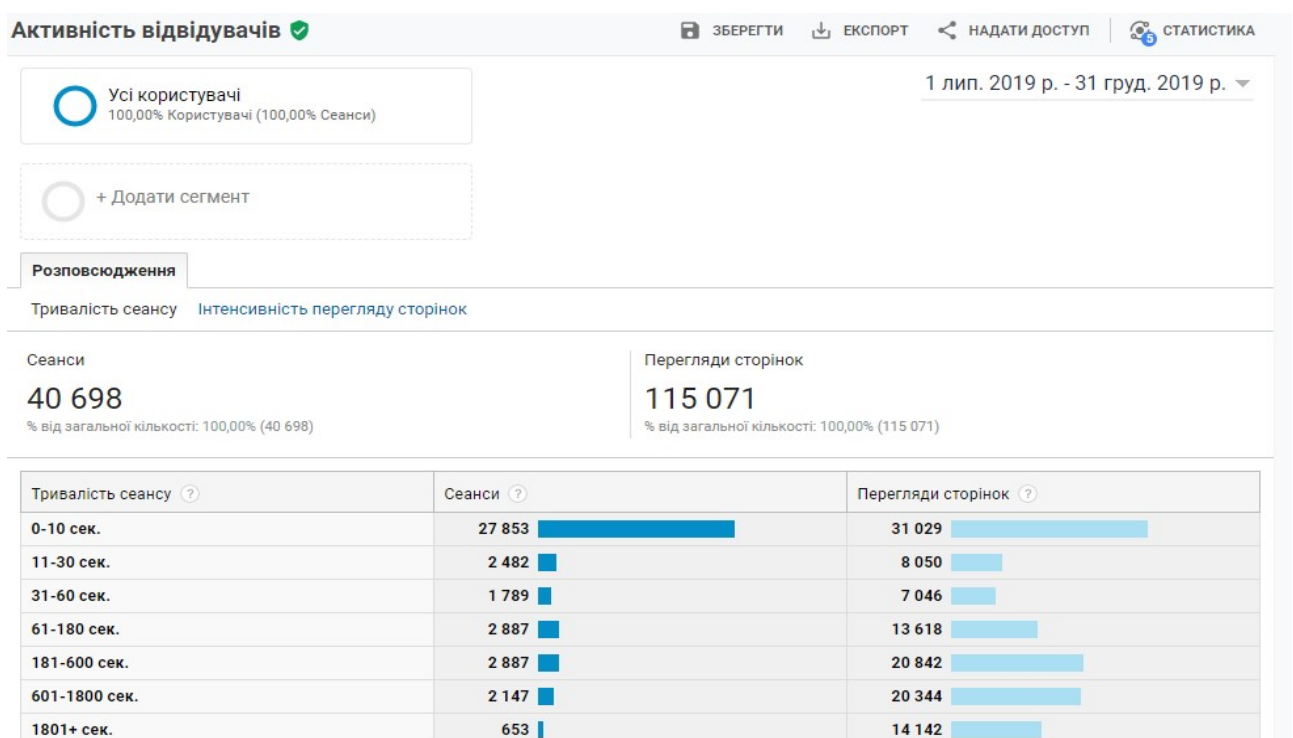 Активність відвідувачів
ЗБЕРЕГТИ ЕКСПОРТ НАДАТИ ДОСТУП 5 СТАТИСТИКА
Усі користувачі
100,00% Користувачі (100,00% Сеанси)
1 лип. 2019 р. - 31 груд. 2019 р.
+ Додати сегмент
Розповсюдження
Тривалість сеансу Інтенсивність перегляду сторінок
Сеанси Перегляди сторінок
40 698 115 071
% від загальної кількості: 100,00% (40 698) % від загальної кількості: 100,00% (115 071)
Тривалість сеансу ? Сеанси ? Перегляди сторінок ?
0-10 сек. 27 853 31 029
11-30 сек. 2 482 8 050
31-60 сек. 1 789 7 046
61-180 сек. 2 887 13 618
181-600 сек. 2 887 20 842
601-1800 сек. 2 147 20 344
1801+ сек. 653 14 142